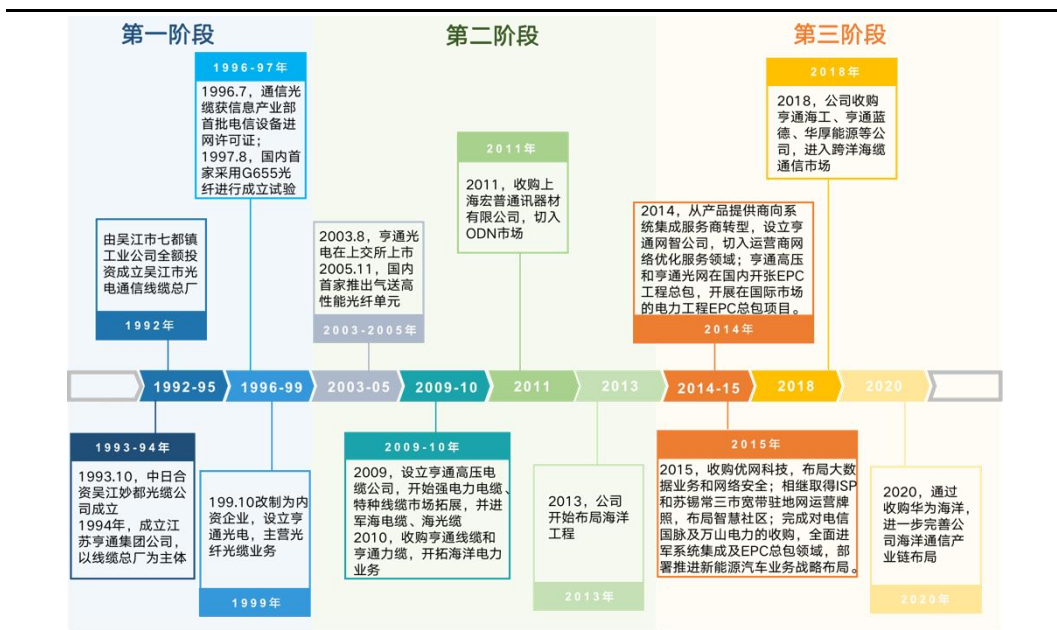 第一阶段
第二阶段
第三阶段
1996-97年
1996.7，通信光
缆获信息产业部
首批电信设备进
网许可证；
1997.8，国内首
家采用G655光
纤进行成立试验
2018年
2018，公司收购
亨通海工、亨通蓝
德、华厚能源等公
司，进入跨洋海缆
通信市场
2011年
2011，收购上
海宏普通讯器材
有限公司，切入
ODN市场
由吴江市七都镇
工业公司全额投
资成立吴江市光
电通信线缆总厂
1992年
2003.8，亨通光
电在上交所上市
2005.11，国内
首家推出气送高
性能光纤单元
2003-2005年
2014，从产品提供商向
系统集成服务商转型，设立亨
通网智公司，切入运营商网
络优化服务领域；亨通高压
和亨通光网在国内开张EPC
工程总包，开展在国际市场
的电力工程EPC总包项目。
2014年
1992-95
1996-99
2003-05
2009-10
2011
2013
2014-15
2018
2020
1993-94年
1993.10，中日合
资吴江妙都光缆公
司成立
1994年，成立江
苏亨通集团公司，
以线缆总厂为主体
199.10改制为内
资企业，设立亨
通光电，主营光
纤光缆业务
1999年
2009-10年
2009，设立亨通高压电
缆公司，开始强电力电缆、
特种线缆市场拓展，并进
军海电缆、海光缆
2010，收购亨通线缆和
亨通力缆，开拓海洋电力
业务
2013，公司
开始布局海洋
工程
2013年
2015年
2015，收购优网科技，布局大数
据业务和网络安全；相继取得ISP
和苏锡常三市宽带驻地网运营牌
照，布局智慧社区；完成对电信
国脉及万山电力的收购，全面进
军系统集成及EPC总包领域，部
署推进新能源汽车业务战略布局。
2020，通过
收购华为海洋，
进一步完善公
司海洋通信产
业链布局
2020年